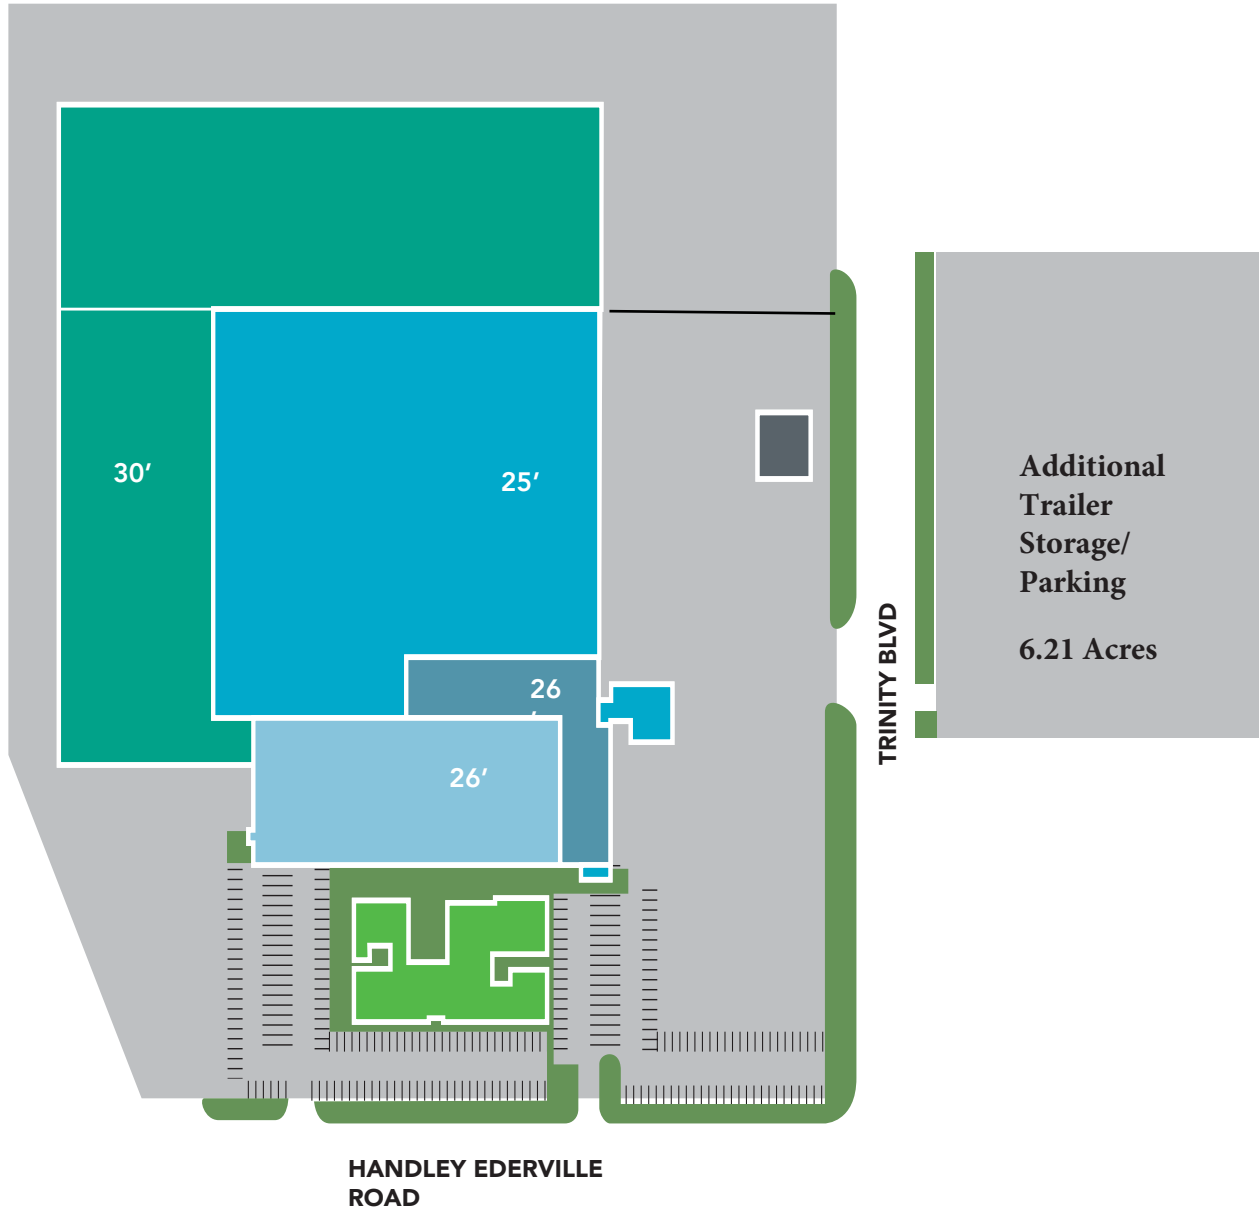 30′
25′
Additional
Trailer
Storage/
Parking
6.21 Acres
TRINITY BLVD
26
′
26′
HANDLEY EDERVILLE
ROAD